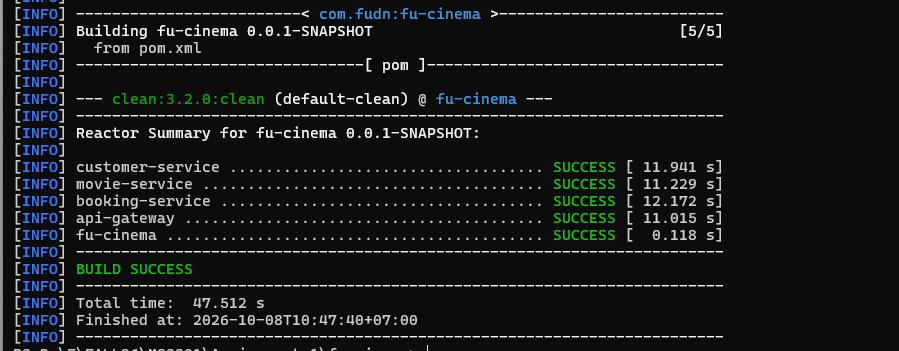 [INFO] -----------------------< com.fudn:fu-cinema >-----------------------
[INFO] Building fu-cinema 0.0.1-SNAPSHOT [5/5]
[INFO]   from pom.xml
[INFO] --------------------------------[ pom ]---------------------------------
[INFO]
[INFO] --- clean:3.2.0:clean (default-clean) @ fu-cinema ---
[INFO] ------------------------------------------------------------------------
[INFO] Reactor Summary for fu-cinema 0.0.1-SNAPSHOT:
[INFO]
[INFO] customer-service ................................... SUCCESS [ 11.941 s]
[INFO] movie-service ...................................... SUCCESS [ 11.229 s]
[INFO] booking-service .................................... SUCCESS [ 12.172 s]
[INFO] api-gateway ........................................ SUCCESS [ 11.015 s]
[INFO] fu-cinema .......................................... SUCCESS [  0.118 s]
[INFO] ------------------------------------------------------------------------
[INFO] BUILD SUCCESS
[INFO] ------------------------------------------------------------------------
[INFO] Total time:  47.512 s
[INFO] Finished at: 2026-10-08T10:47:40+07:00
[INFO] ------------------------------------------------------------------------